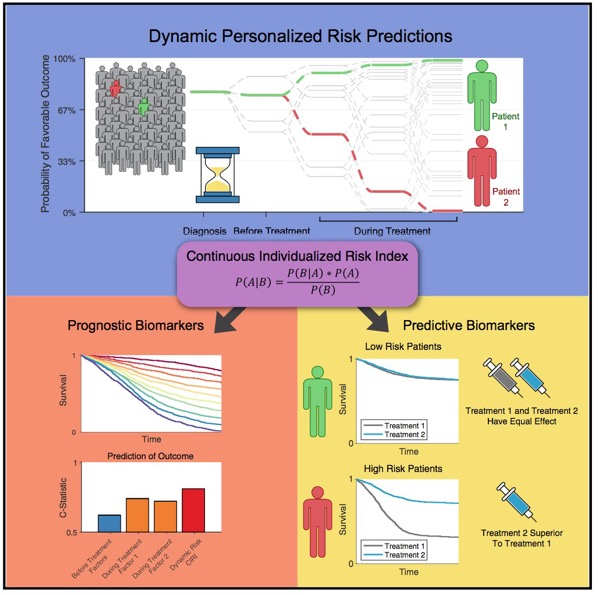 Dynamic Personalized Risk Predictions
Probability of Favorable Outcome
100%
67%
33%
0%
Patient
1
Patient
2
Diagnosis
Before Treatment
During Treatment
Continuous Individualized Risk Index
P(A|B) = P(B|A) * P(A)
P(B)
Prognostic Biomarkers
1
Survival
0
Time
Prediction of Outcome
1
C-Statistic
0.5
Before Treatment
Factors
During Treatment
Factor 1
During Treatment
Factor 2
Dynamic Risk
CIRI
Predictive Biomarkers
Low Risk Patients
1
Survival
0
Treatment 1
Treatment 2
Time
Treatment 1 and Treatment 2
Have Equal Effect
High Risk Patients
1
Survival
0
Treatment 1
Treatment 2
Time
Treatment 2 Superior
To Treatment 1